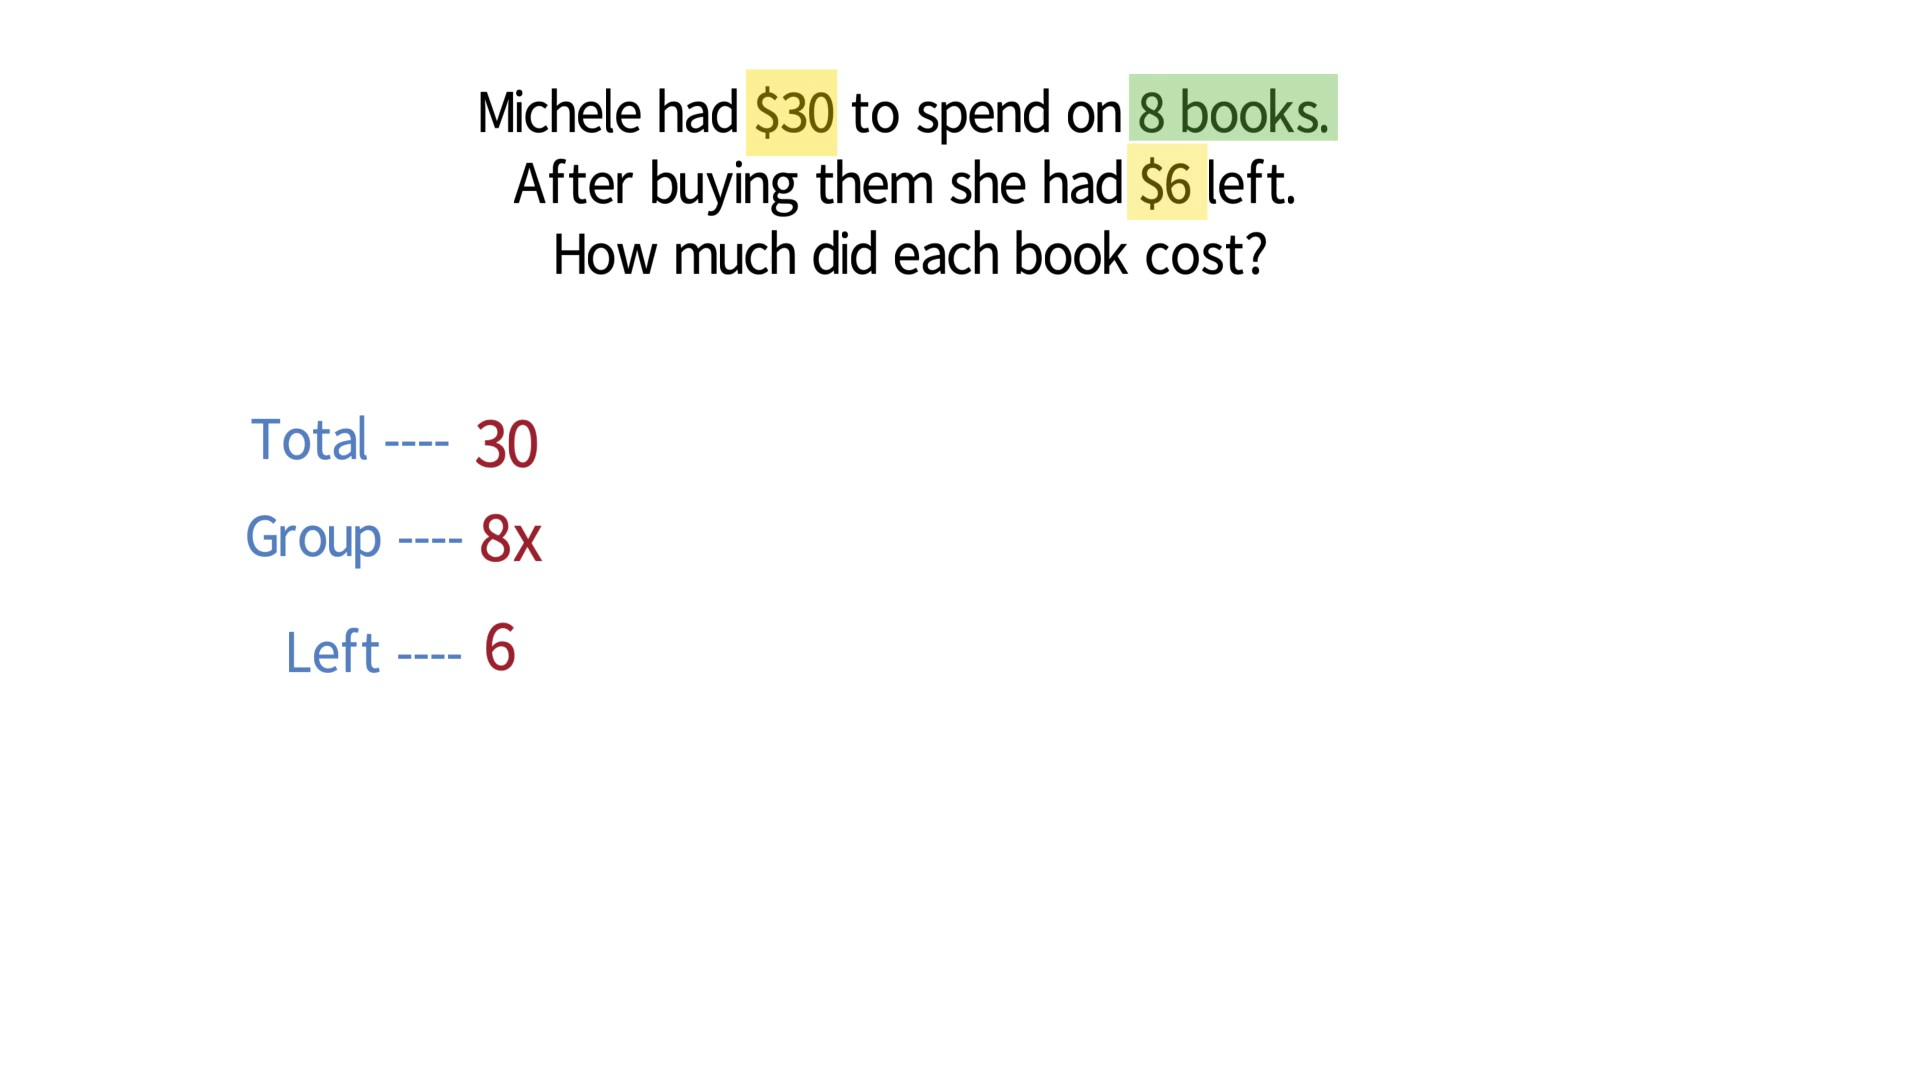 Michele had $30 to spend on 8 books.
After buying them she had $6 left.
How much did each book cost?
Total ---- 30
Group ---- 8x
Left ---- 6